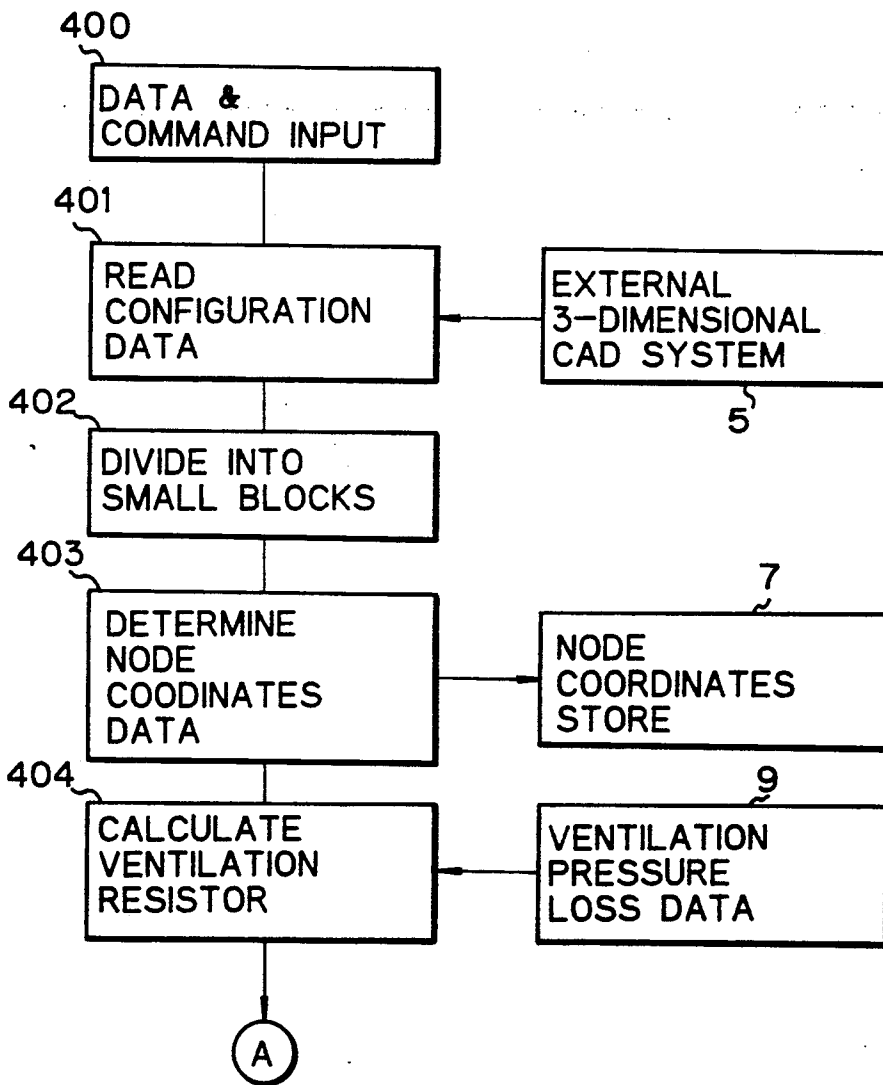 400
DATA &
COMMAND INPUT
401
READ
CONFIGURATION
DATA
EXTERNAL
3-DIMENSIONAL
CAD SYSTEM
5
402
DIVIDE INTO
SMALL BLOCKS
403
DETERMINE
NODE
COODINATES
DATA
7
NODE
COORDINATES
STORE
404
CALCULATE
VENTILATION
RESISTOR
9
VENTILATION
PRESSURE
LOSS DATA
A